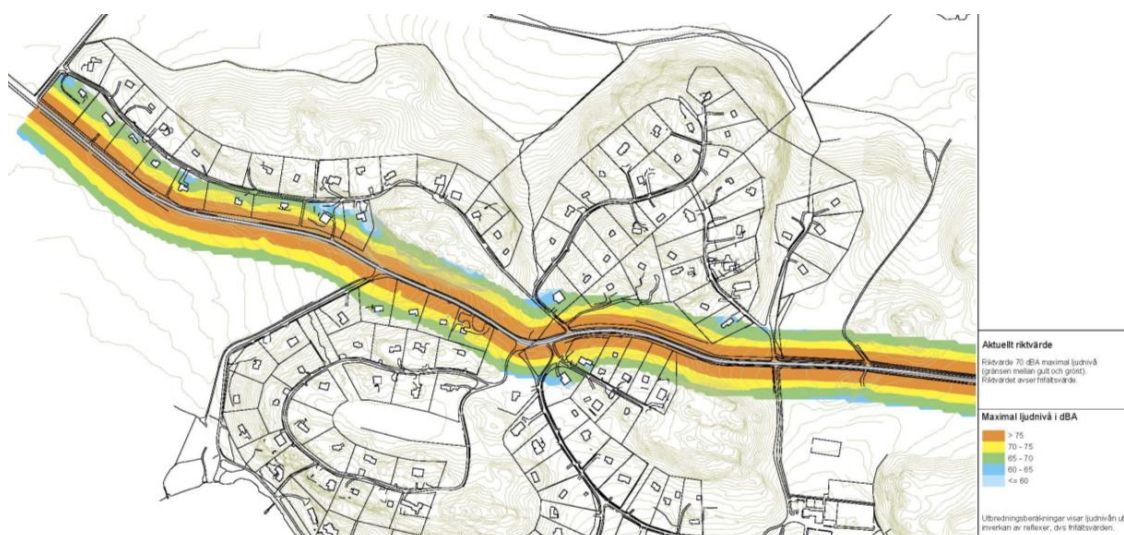 50
Aktuellt riktvärde
Riktvärde 70 dBA maximal ljudnivå
(gränsen mellan gult och grönt).
Riktvärdet avser frifältsvärde.
Maximal ljudnivå i dBA
> 75
70 - 75
65 - 70
60 - 65
<= 60
Utbredningsberäkningar visar ljudnivån
inverkan av reflexer, dvs frifältsvärden.